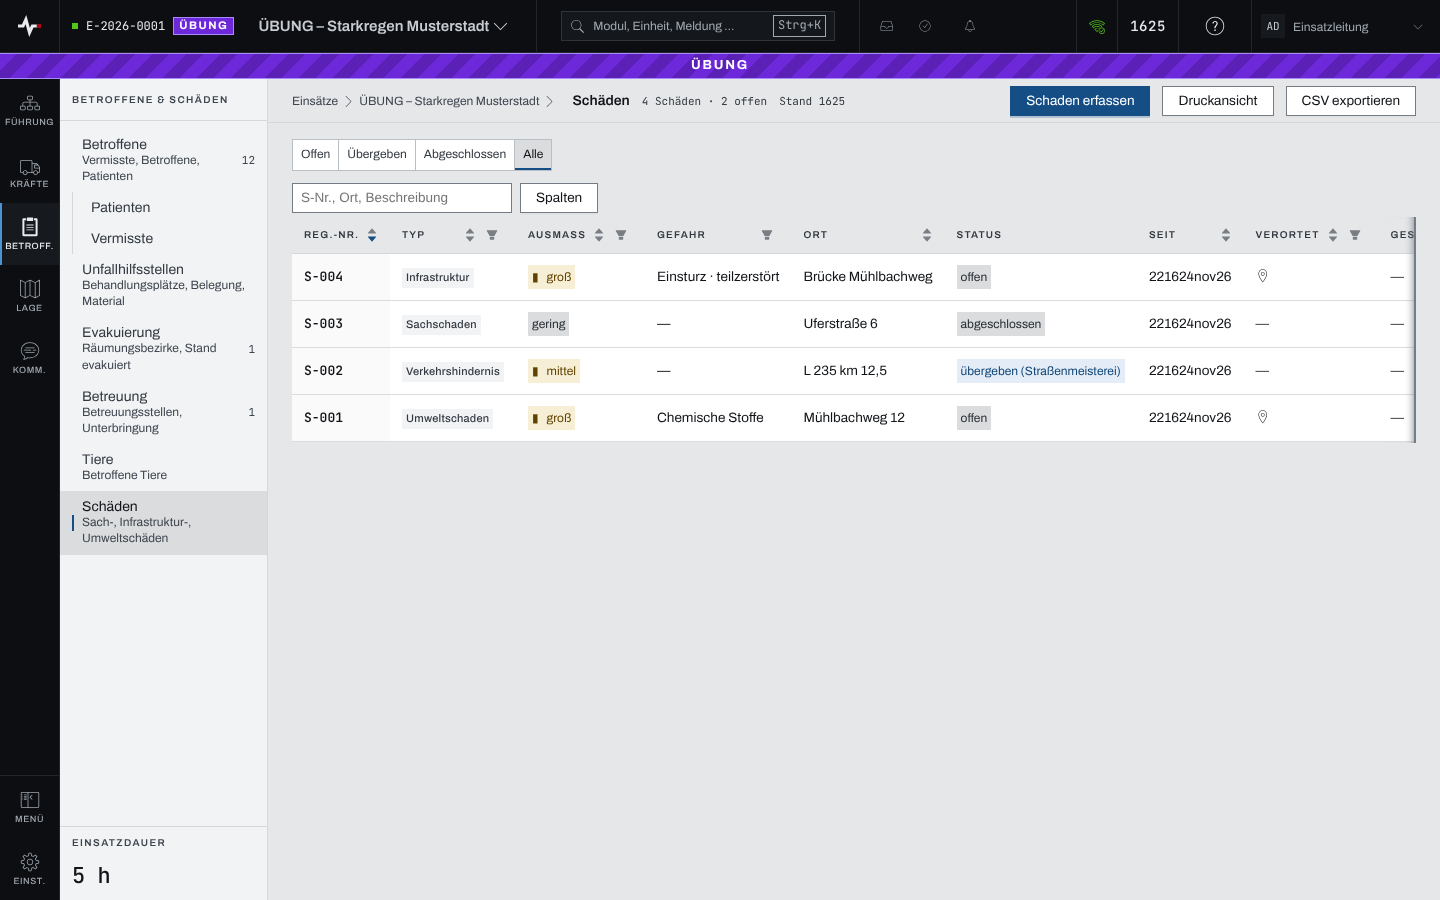 E-2026-0001 ÜBUNG ÜBUNG – Starkregen Musterstadt Modul, Einheit, Meldung ... Strg+K 1625 AD Einsatzleitung
ÜBUNG
FÜHRUNG
KRÄFTE
BETROFF.
LAGE
KOMM.
MENÜ
EINST.
BETROFFENE & SCHÄDEN
Betroffene
Vermisste, Betroffene, 12
Patienten
Patienten
Vermisste
Unfallhilfsstellen
Behandlungsplätze, Belegung,
Material
Evakuierung
Räumungsbezirke, Stand 1
evakuiert
Betreuung
Betreuungsstellen, 1
Unterbringung
Tiere
Betroffene Tiere
Schäden
Sach-, Infrastruktur-,
Umweltschäden
EINSATZDAUER
5 h
Einsätze ÜBUNG – Starkregen Musterstadt Schäden 4 Schäden · 2 offen Stand 1625 Schaden erfassen Druckansicht CSV exportieren
Offen Übergeben Abgeschlossen Alle
S-Nr., Ort, Beschreibung Spalten
REG.-NR. TYP AUSMASS GEFAHR ORT STATUS SEIT VERORTET GES
S-004 Infrastruktur groß Einsturz · teilzerstört Brücke Mühlbachweg offen 221624nov26 —
S-003 Sachschaden gering — Uferstraße 6 abgeschlossen 221624nov26 — —
S-002 Verkehrshindernis mittel — L 235 km 12,5 übergeben (Straßenmeisterei) 221624nov26 — —
S-001 Umweltschaden groß Chemische Stoffe Mühlbachweg 12 offen 221624nov26 —